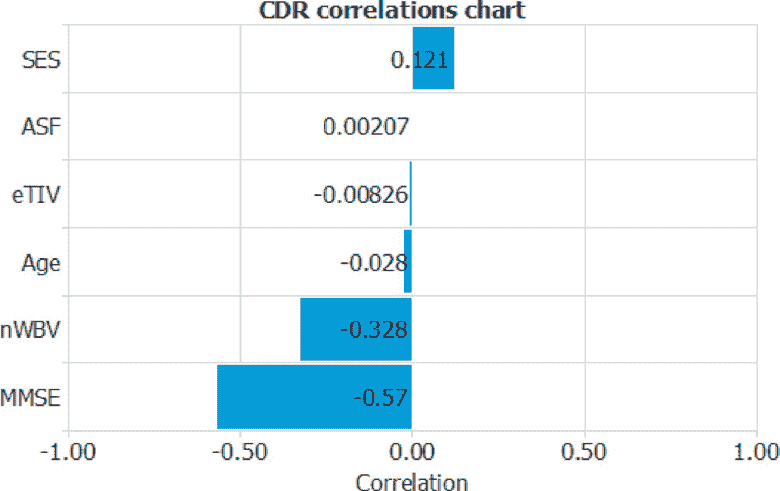 CDR correlations chart
SES 0.121
ASF 0.00207
eTIV -0.00826
Age -0.028
nWBV -0.328
MMSE -0.57
-1.00 -0.50 0.00 0.50 1.00
Correlation